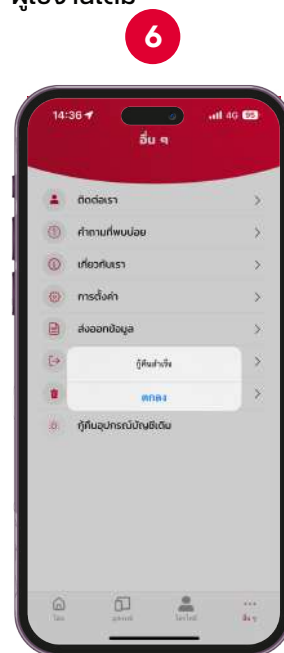 6
14:36
4G 95
อื่น ๆ
ติดต่อเรา
คำถามที่พบบ่อย
เกี่ยวกับเรา
การตั้งค่า
ส่งออกข้อมูล
กู้คืนสำเร็จ
ตกลง
กู้คืนอุปกรณ์บัญชีเดิม
อื่น ๆ